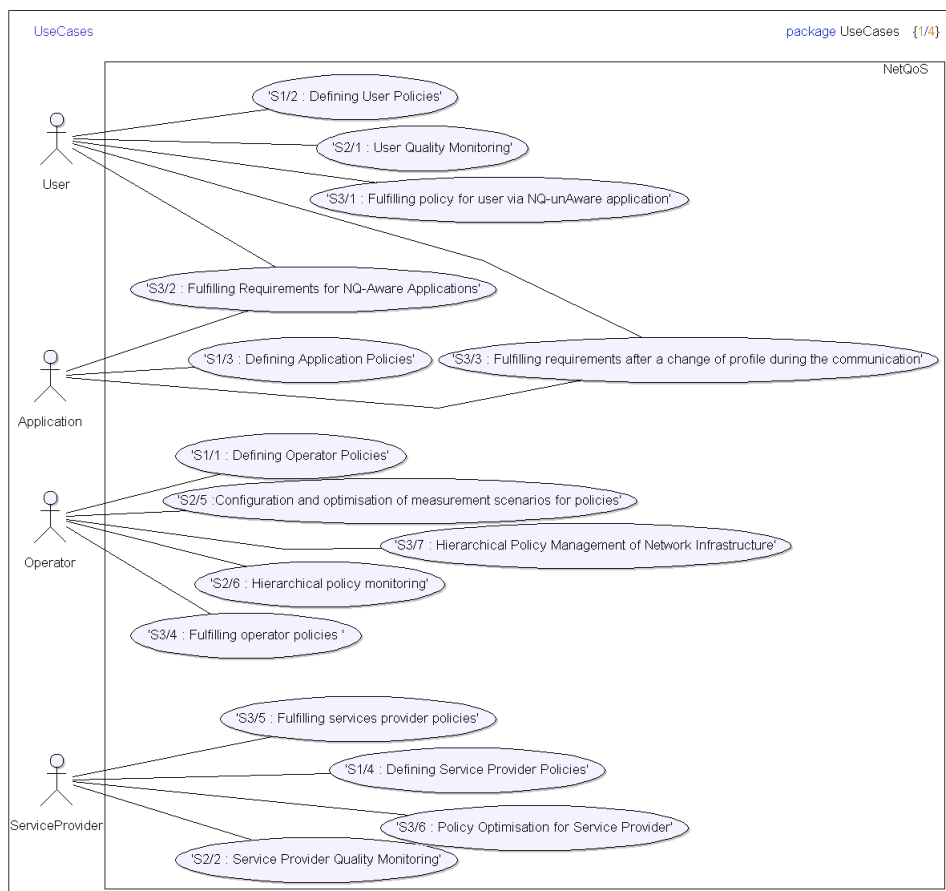 UseCases
package UseCases {1/4}
NetQoS
'S1/2 : Defining User Policies'
'S2/1 : User Quality Monitoring'
User
'S3/1 : Fulfilling policy for user via NQ-unAware application'
'S3/2 : Fulfilling Requirements for NQ-Aware Applications'
'S1/3 : Defining Application Policies'
'S3/3 : Fulfilling requirements after a change of profile during the communication'
Application
'S1/1 : Defining Operator Policies'
'S2/5 :Configuration and optimisation of measurement scenarios for policies'
'S3/7 : Hierarchical Policy Management of Network Infrastructure'
Operator
'S2/6 : Hierarchical policy monitoring'
'S3/4 : Fulfilling operator policies '
'S3/5 : Fulfilling services provider policies'
'S1/4 : Defining Service Provider Policies'
ServiceProvider
'S3/6 : Policy Optimisation for Service Provider'
'S2/2 : Service Provider Quality Monitoring'